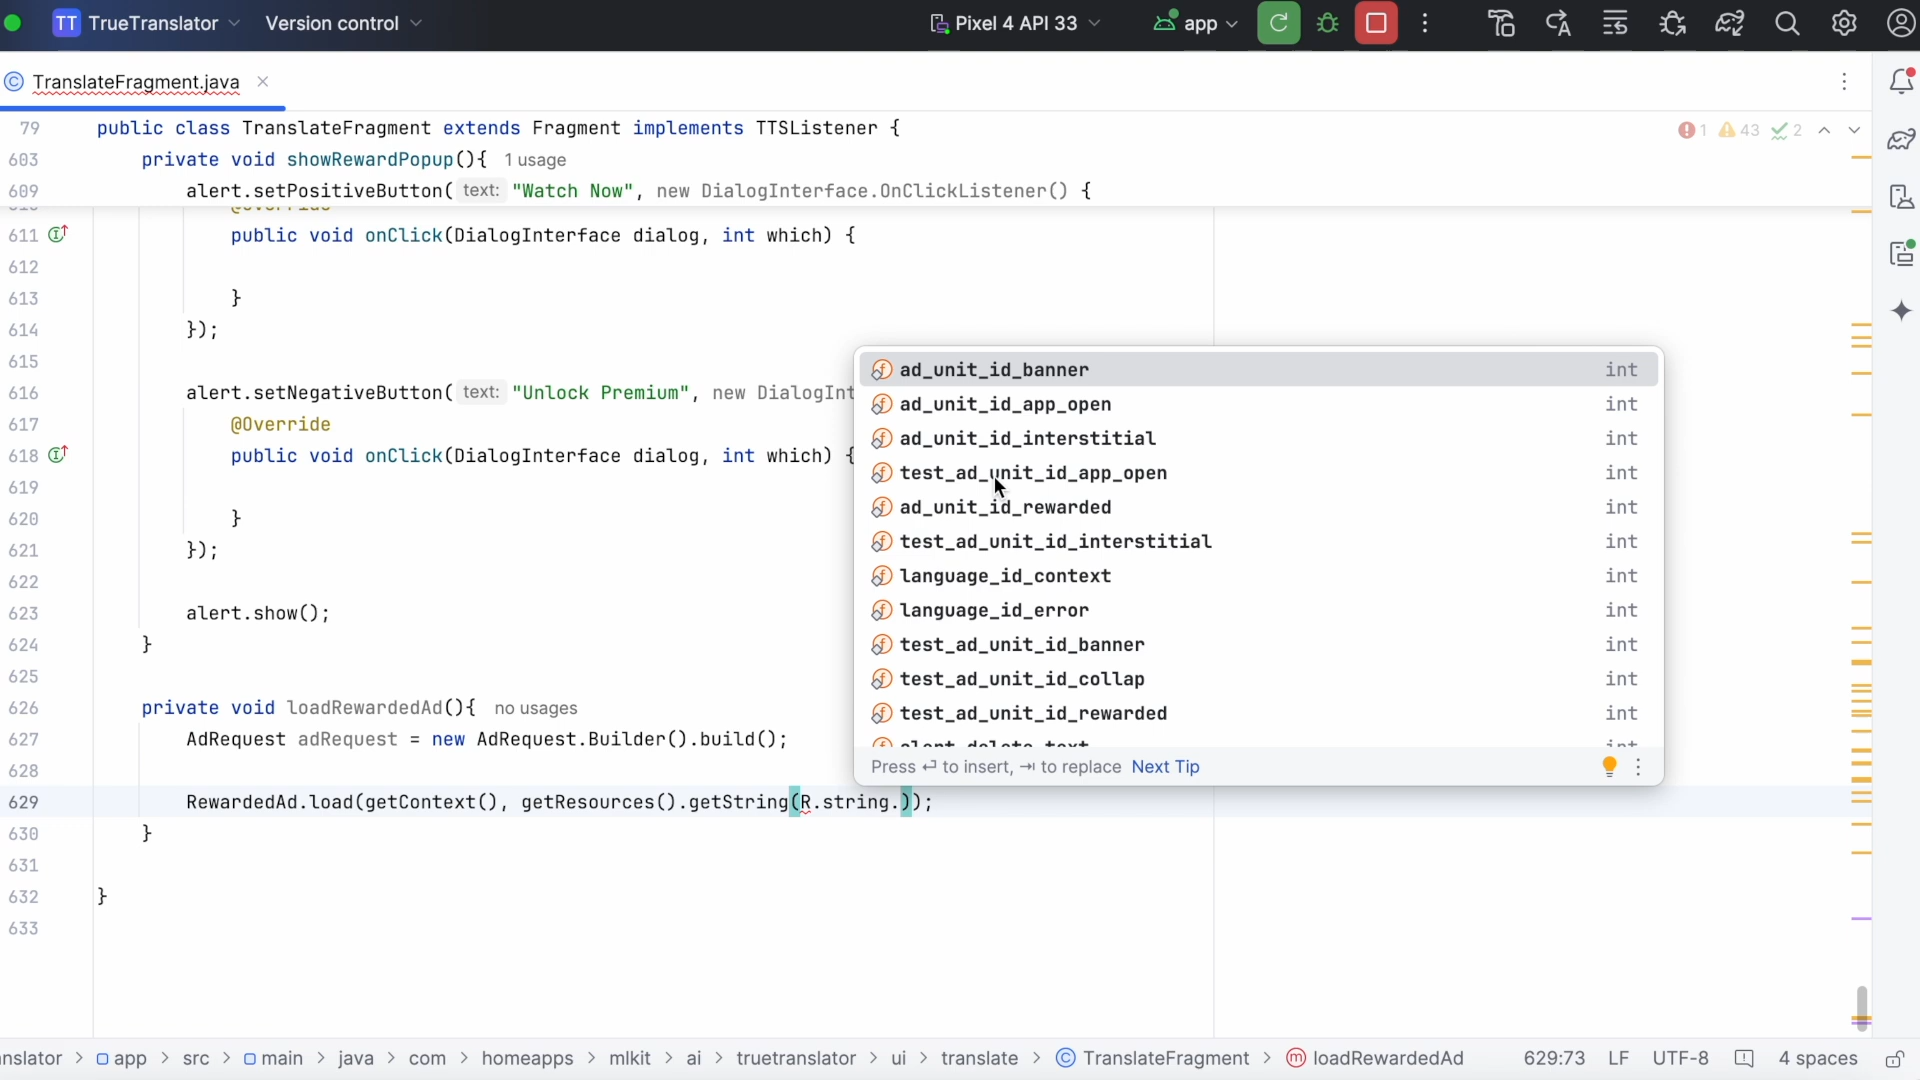 TT TrueTranslator Version control Pixel 4 API 33 app
TranslateFragment.java
79 public class TranslateFragment extends Fragment implements TTSListener { 1 43 2
603 private void showRewardPopup(){ 1 usage
609 alert.setPositiveButton( text: "Watch Now", new DialogInterface.OnClickListener() {
610 @Override
611 public void onClick(DialogInterface dialog, int which) {
612
613 }
614 });
615
616 alert.setNegativeButton( text: "Unlock Premium", new DialogInt
617 @Override
618 public void onClick(DialogInterface dialog, int which) {
619
620 }
621 });
622
623 alert.show();
624 }
625
626 private void loadRewardedAd(){ no usages
627 AdRequest adRequest = new AdRequest.Builder().build();
628
629 RewardedAd.load(getContext(), getResources().getString(R.string.));
630 }
631
632 }
633
ad_unit_id_banner int
ad_unit_id_app_open int
ad_unit_id_interstitial int
test_ad_unit_id_app_open int
ad_unit_id_rewarded int
test_ad_unit_id_interstitial int
language_id_context int
language_id_error int
test_ad_unit_id_banner int
test_ad_unit_id_collap int
test_ad_unit_id_rewarded int
alert_delete_text int
Press ↵ to insert, ⇥ to replace Next Tip
nslator > app > src > main > java > com > homeapps > mlkit > ai > truetranslator > ui > translate > TranslateFragment > loadRewardedAd 629:73 LF UTF-8 4 spaces